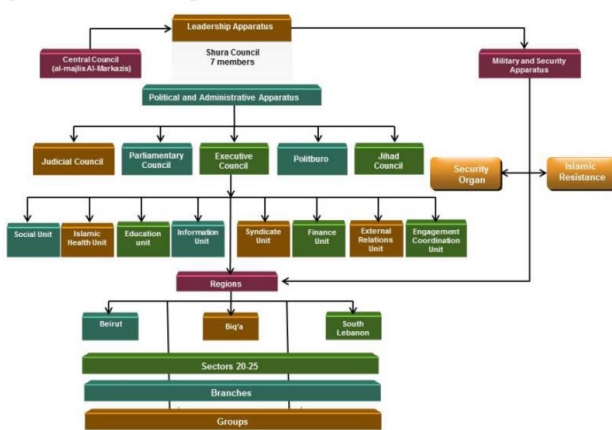 Leadership Apparatus
Central Council
(al-majlis Al-Markazis)
Shura Council
7 members
Military and Security
Apparatus
Political and Administrative Apparatus
Judicial Council
Parliamentary
Council
Executive
Council
Politburo
Jihad
Council
Security
Organ
Islamic
Resistance
Social Unit
Islamic
Health Unit
Education
unit
Information
Unit
Syndicate
Unit
Finance
Unit
External
Relations
Unit
Engagement
Coordination
Unit
Regions
Beirut
Biq'a
South
Lebanon
Sectors 20-25
Branches
Groups